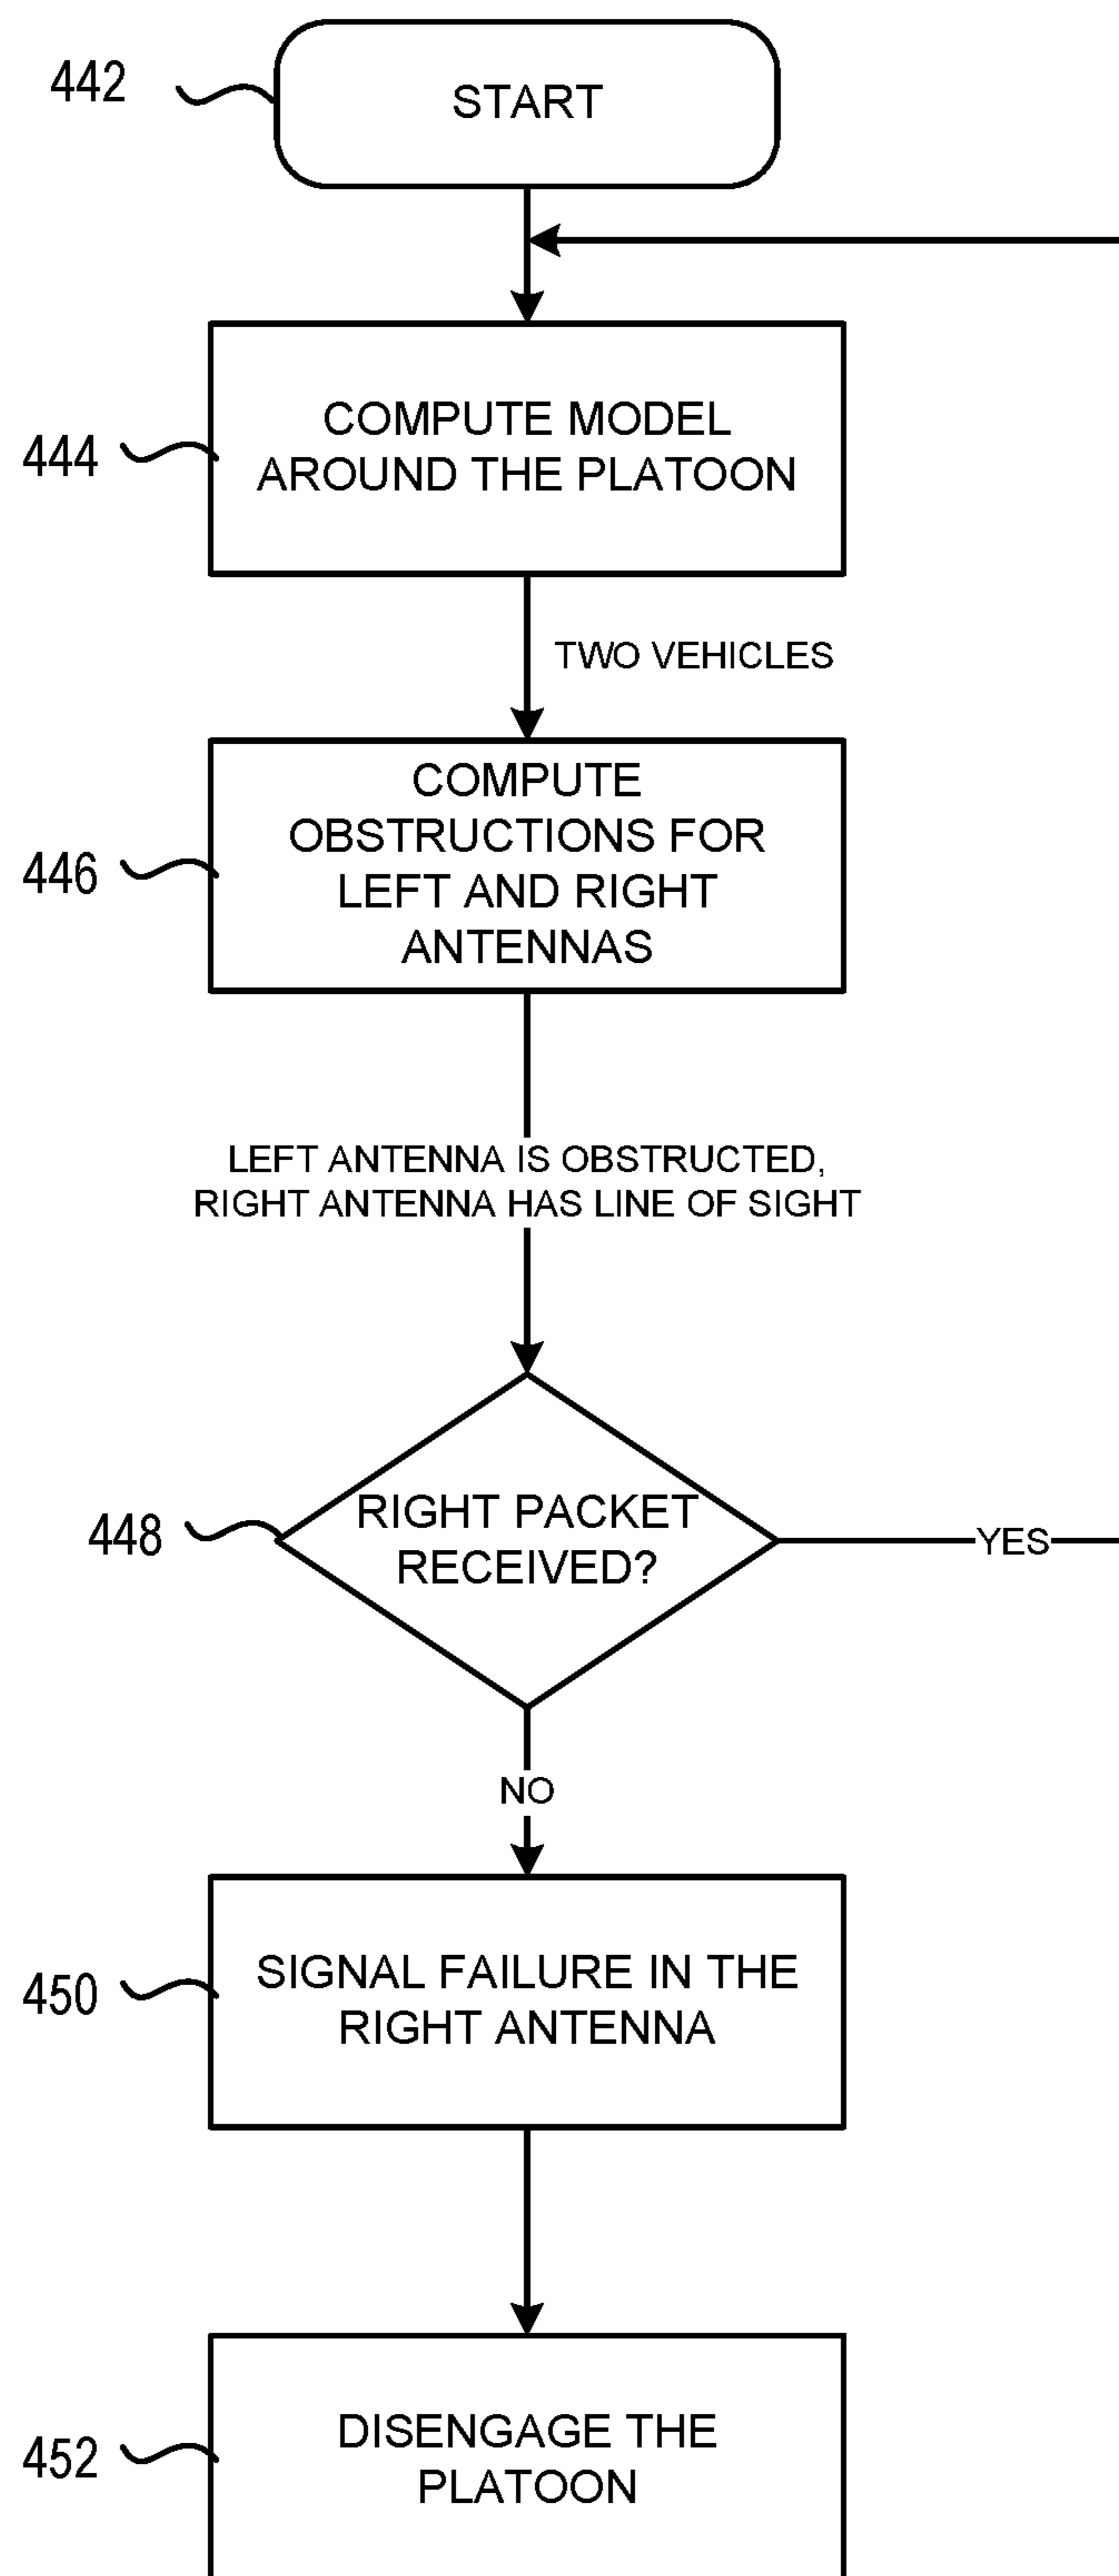 442
START
444
COMPUTE MODEL
AROUND THE PLATOON
TWO VEHICLES
446
COMPUTE
OBSTRUCTIONS FOR
LEFT AND RIGHT
ANTENNAS
LEFT ANTENNA IS OBSTRUCTED,
RIGHT ANTENNA HAS LINE OF SIGHT
448
RIGHT PACKET
RECEIVED?
YES
NO
450
SIGNAL FAILURE IN THE
RIGHT ANTENNA
452
DISENGAGE THE
PLATOON